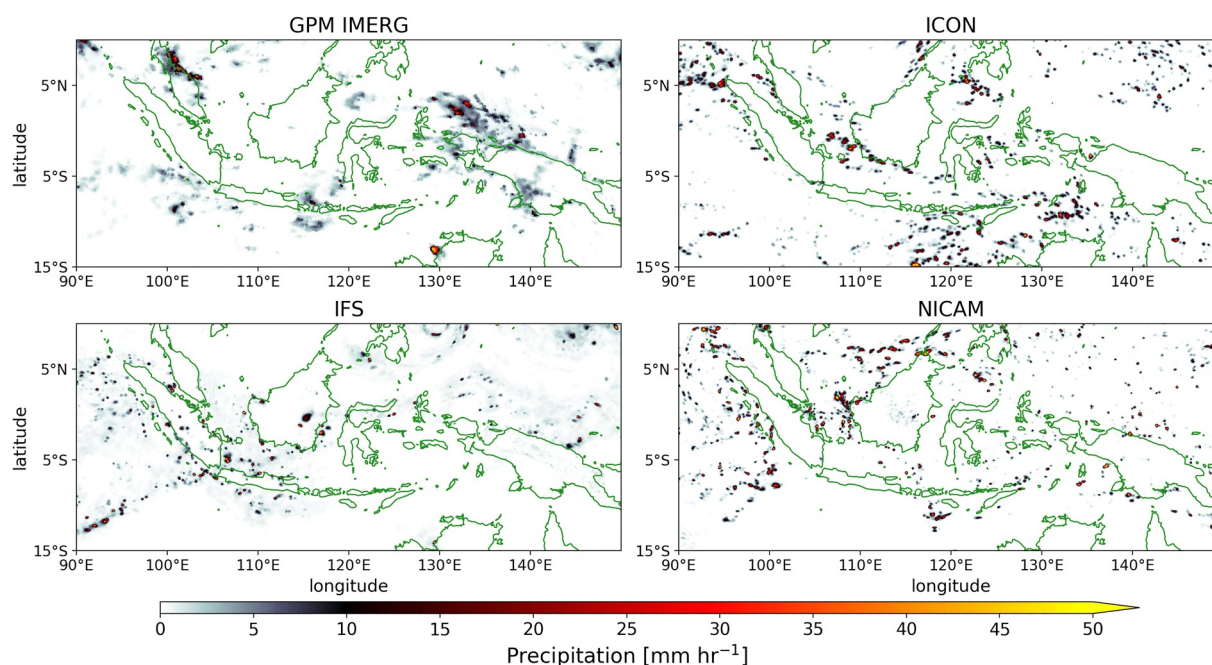 GPM IMERG
ICON
latitude
5°N
5°S
15°S
90°E 100°E 110°E 120°E 130°E 140°E
5°N
5°S
15°S
90°E 100°E 110°E 120°E 130°E 140°E
IFS
NICAM
latitude
5°N
5°S
15°S
90°E 100°E 110°E 120°E 130°E 140°E
longitude
5°N
5°S
15°S
90°E 100°E 110°E 120°E 130°E 140°E
longitude
0 5 10 15 20 25 30 35 40 45 50
Precipitation [mm hr⁻¹]